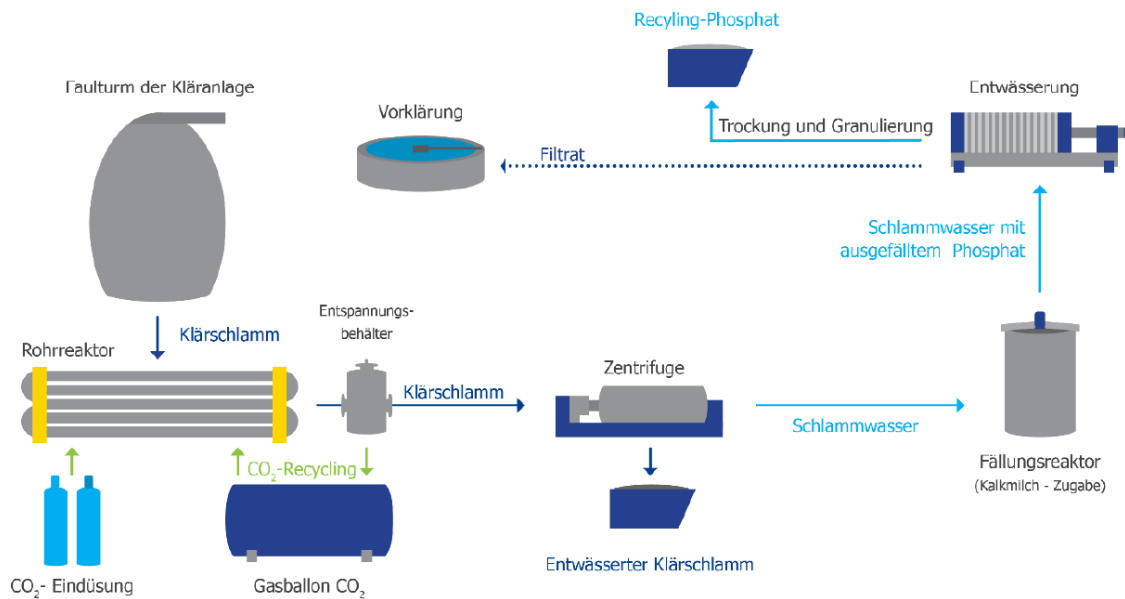 Recyling-Phosphat
Faulturm der Kläranlage
Entwässerung
Vorklärung
Trockung und Granulierung
Filtrat
Schlammwasser mit
ausgefälltem Phosphat
Entspannungs-
behälter
Klärschlamm
Rohrreaktor
Zentrifuge
Klärschlamm
Schlammwasser
CO₂-Recycling
Fällungsreaktor
(Kalkmilch - Zugabe)
Entwässerter Klärschlamm
CO₂- Eindüsung
Gasballon CO₂